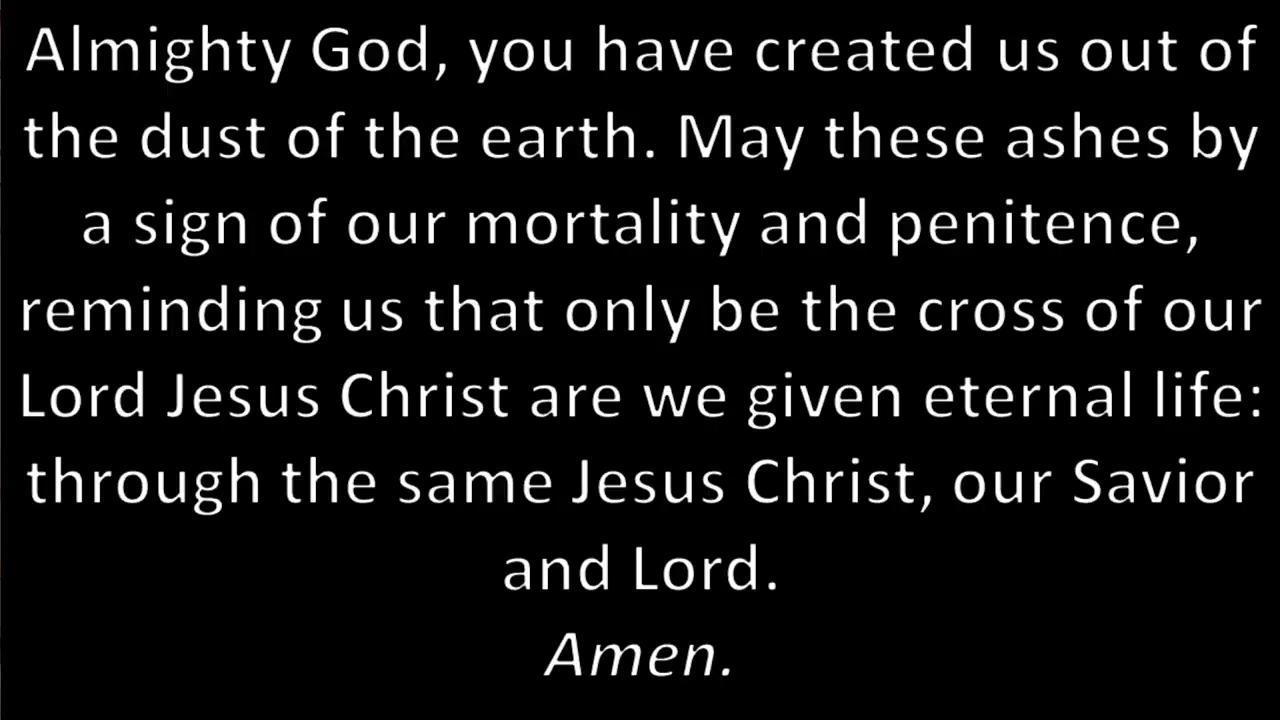 Almighty God, you have created us out of
the dust of the earth. May these ashes by
a sign of our mortality and penitence,
reminding us that only be the cross of our
Lord Jesus Christ are we given eternal life:
through the same Jesus Christ, our Savior
and Lord.
Amen.